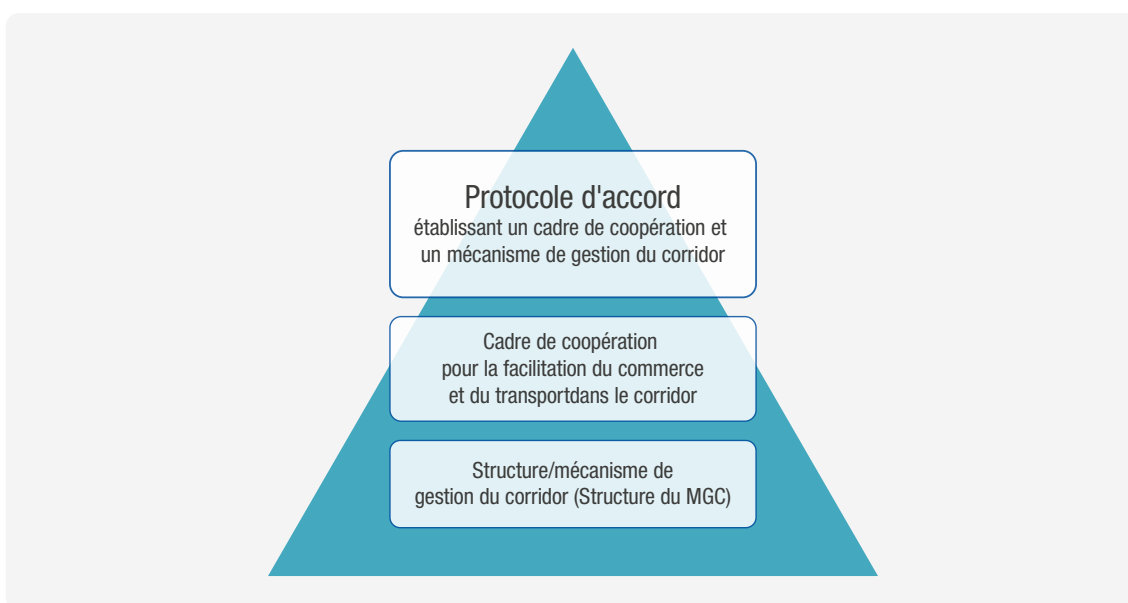 Protocole d'accord
établissant un cadre de coopération et
un mécanisme de gestion du corridor
Cadre de coopération
pour la facilitation du commerce
et du transportdans le corridor
Structure/mécanisme de
gestion du corridor (Structure du MGC)